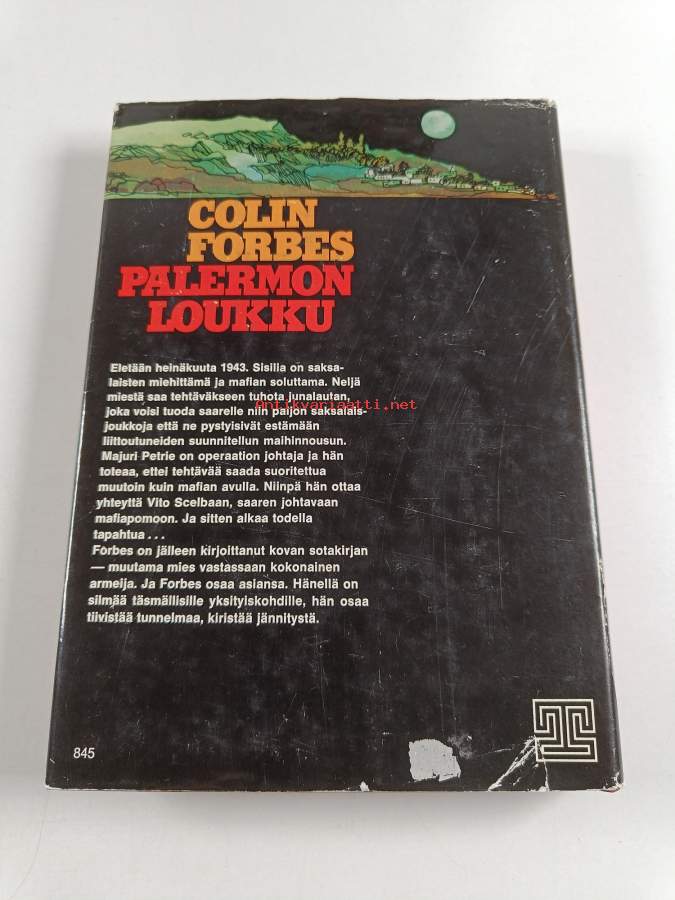 COLIN
FORBES
PALERMON
LOUKKU
Eletään heinäkuuta 1943. Sisilia on saksa-
laisten miehittämä ja mafian soluttama. Neljä
miestä saa tehtäväkseen tuhota junalautan,
Antikvariaatti.net
joka voisi tuoda saarelle niin paljon saksalais-
joukkoja että ne pystyisivät estämään
liittoutuneiden suunnitellun maihinnousun.
Majuri Petrie on operaation johtaja ja hän
toteaa, ettei tehtävää saada suoritettua
muutoin kuin mafian avulla. Niinpä hän ottaa
yhteyttä Vito Scelbaan, saaren johtavaan
mafiapomoon. Ja sitten alkaa todella
tapahtua . . .
Forbes on jälleen kirjoittanut kovan sotakirjan
— muutama mies vastassaan kokonainen
armeija. Ja Forbes osaa asiansa. Hänellä on
silmää täsmällisille yksityiskohdille, hän osaa
tiivistää tunnelmaa, kiristää jännitystä.
845